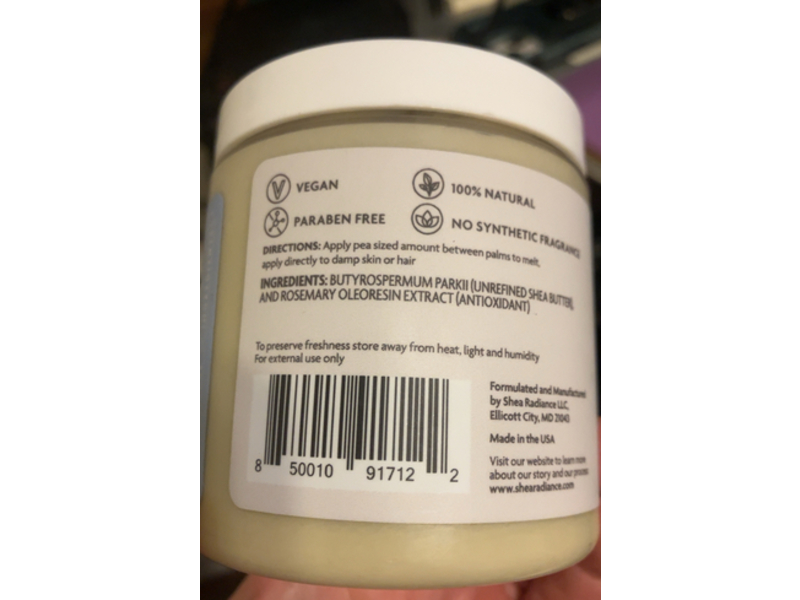 VEGAN
100% NATURAL
PARABEN FREE
NO SYNTHETIC FRAGRANCE
DIRECTIONS: Apply pea sized amount between palms to melt,
apply directly to damp skin or hair
INGREDIENTS: BUTYROSPERMUM PARKII (UNREFINED SHEA BUTTER),
AND ROSEMARY OLEORESIN EXTRACT (ANTIOXIDANT)
To preserve freshness store away from heat, light and humidity
For external use only
8 50010 91712 2
Formulated and Manufactured
by Shea Radiance LLC,
Ellicott City, MD 21043
Made in the USA
Visit our website to learn more
about our story and our process
www.shearadiance.com